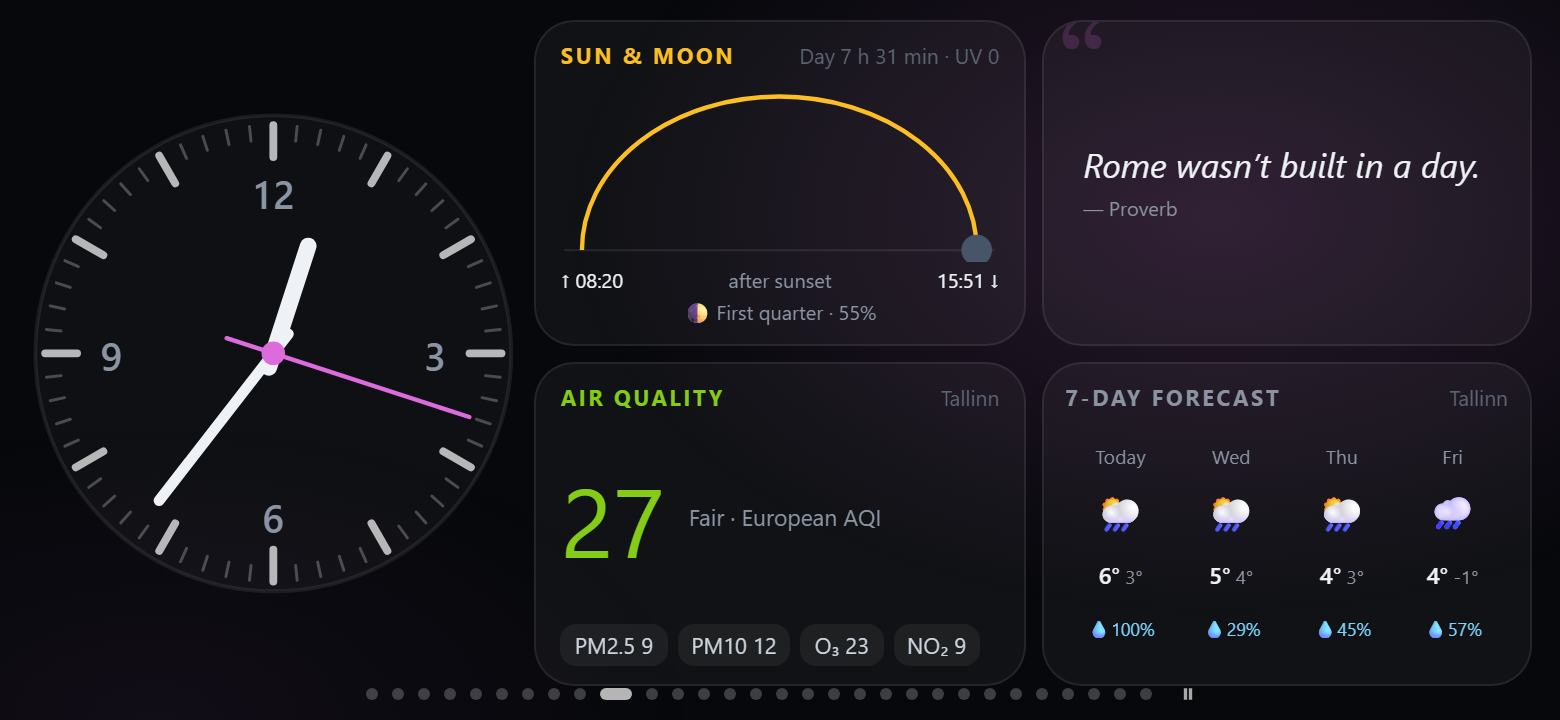 12
3
6
9
SUN & MOON
Day 7 h 31 min · UV 0
↑ 08:20
after sunset
15:51 ↓
First quarter · 55%
“
Rome wasn’t built in a day.
— Proverb
AIR QUALITY
Tallinn
27
Fair · European AQI
PM2.5 9
PM10 12
O₃ 23
NO₂ 9
7-DAY FORECAST
Tallinn
Today Wed Thu Fri
6° 3° 5° 4° 4° 3° 4° -1°
100% 29% 45% 57%